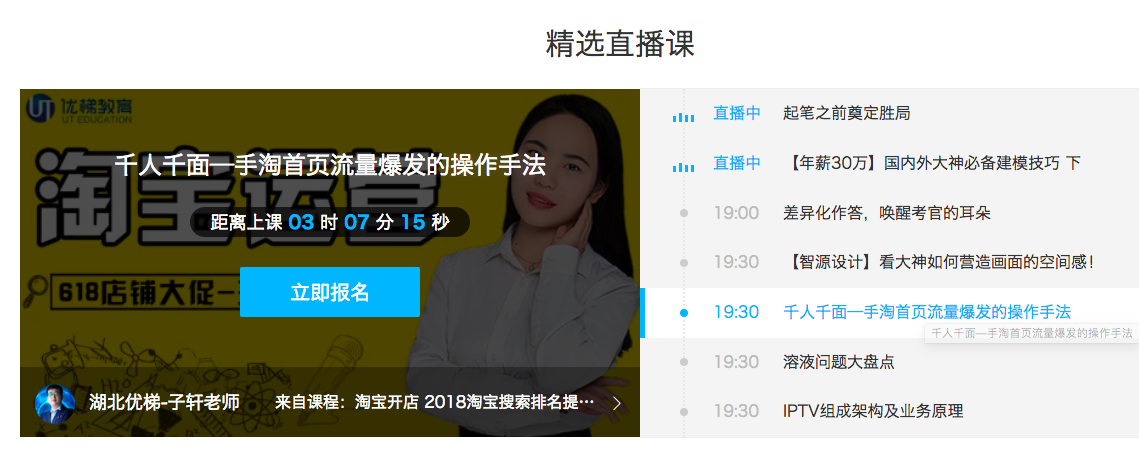 精选直播课
优梯教育
UT EDUCATION
淘宝运营
千人千面—手淘首页流量爆发的操作手法
距离上课 03 时 07 分 15 秒
618店铺大促-
立即报名
湖北优梯-子轩老师
来自课程：淘宝开店 2018淘宝搜索排名提…
直播中 起笔之前奠定胜局
直播中 【年薪30万】国内外大神必备建模技巧 下
19:00 差异化作答，唤醒考官的耳朵
19:30 【智源设计】看大神如何营造画面的空间感！
19:30 千人千面—手淘首页流量爆发的操作手法
千人千面—手淘首页流量爆发的操作手法
19:30 溶液问题大盘点
19:30 IPTV组成架构及业务原理